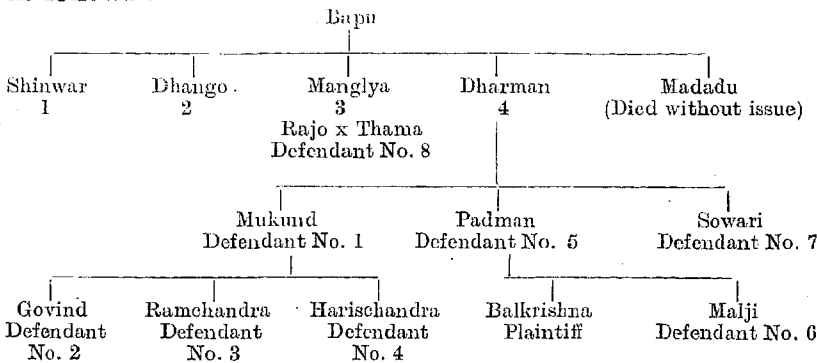 Bapu
Shinwar Dhango. Manglya Dharman Madadu
1 2 3 4 (Died without issue)
Rajo x Thama
Defendant No. 8
Mukund Padman Sowari
Defendant No. 1 Defendant No. 5 Defendant No. 7
Govind Ramchandra Harischandra Balkrishna Malji
Defendant Defendant Defendant Plaintiff Defendant No. 6
No. 2 No. 3 No. 4